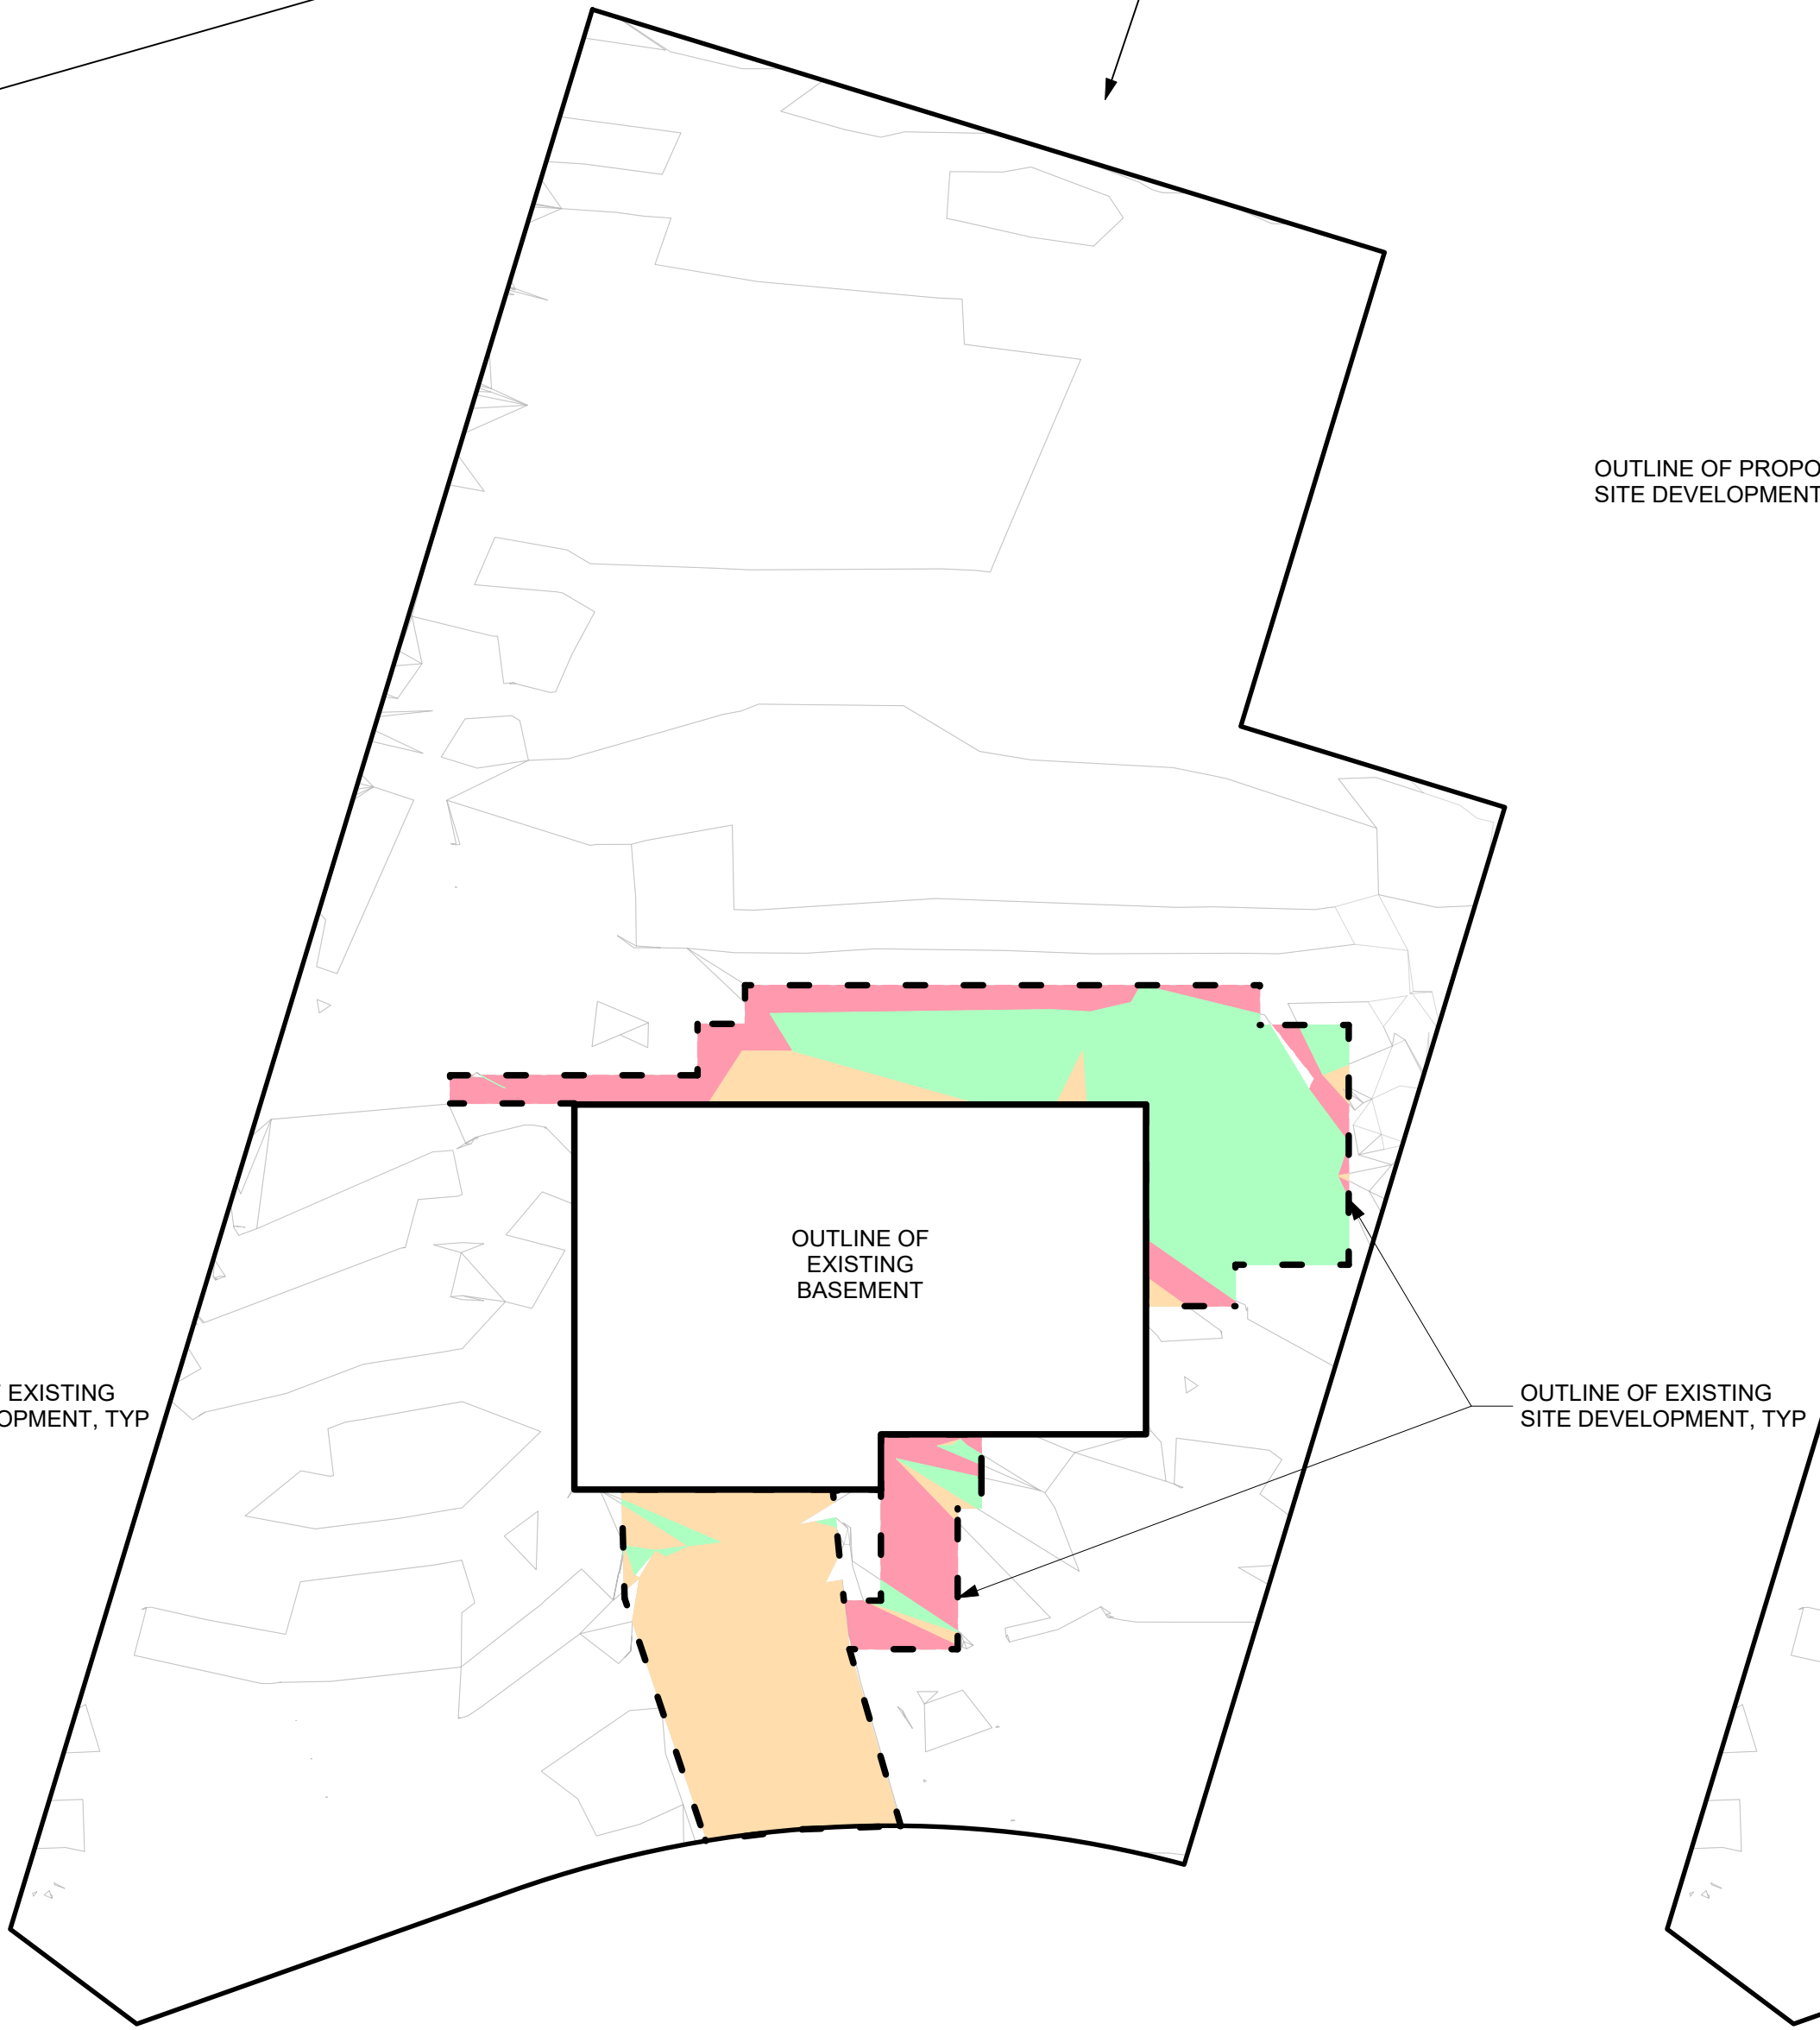 OUTLINE OF PROPO
SITE DEVELOPMENT
OUTLINE OF
EXISTING
BASEMENT
EXISTING
OPMENT, TYP
OUTLINE OF EXISTING
SITE DEVELOPMENT, TYP